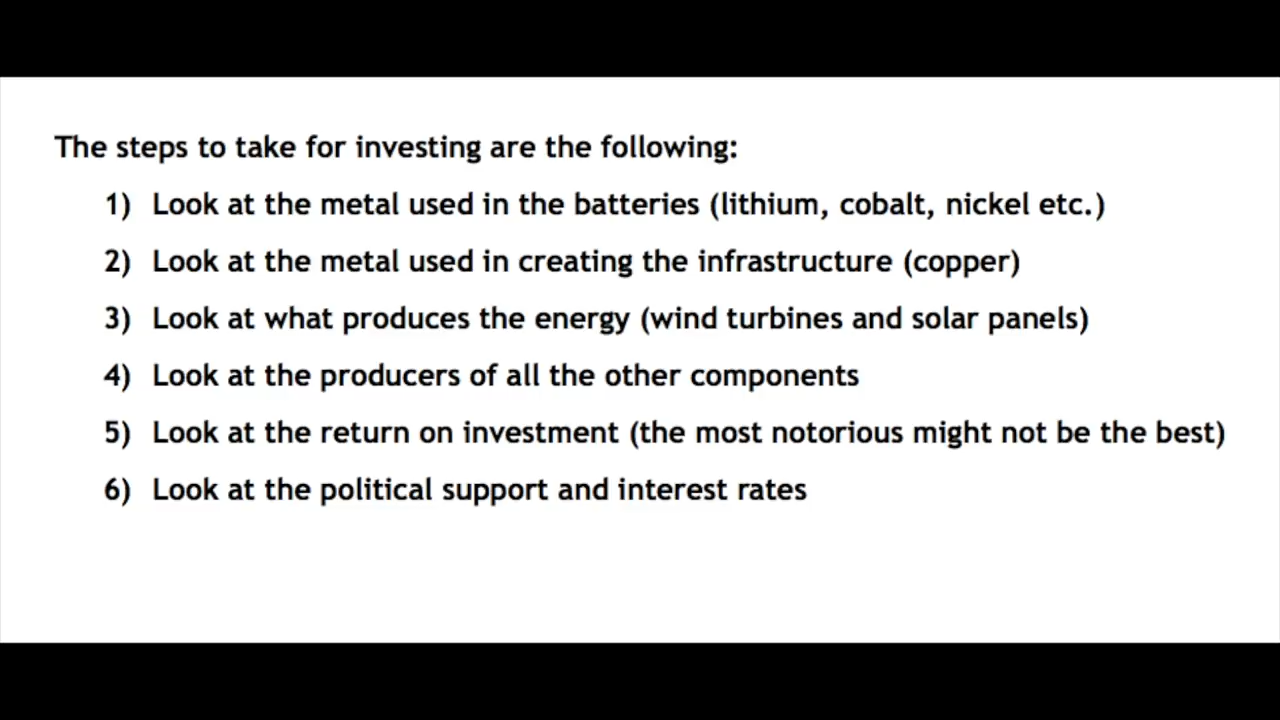 The steps to take for investing are the following:
1) Look at the metal used in the batteries (lithium, cobalt, nickel etc.)
2) Look at the metal used in creating the infrastructure (copper)
3) Look at what produces the energy (wind turbines and solar panels)
4) Look at the producers of all the other components
5) Look at the return on investment (the most notorious might not be the best)
6) Look at the political support and interest rates